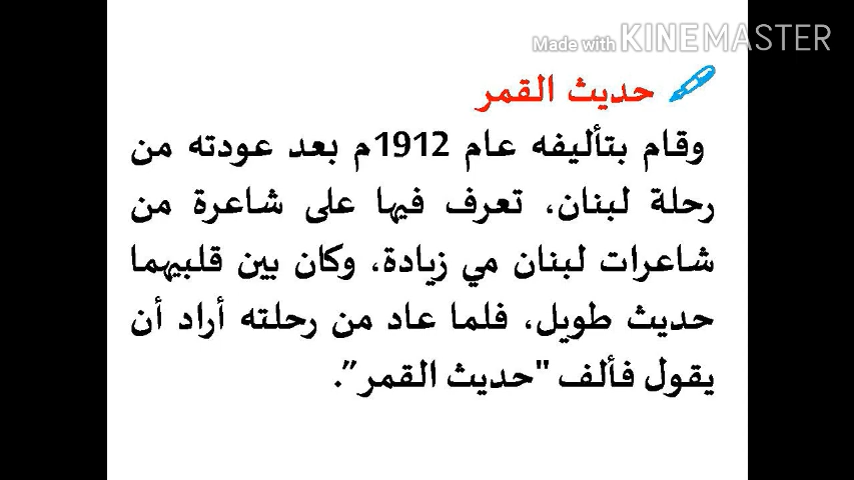 Made with KINEMASTER
حديث القمر
وقام بتأليفه عام 1912م بعد عودته من
رحلة لبنان، تعرف فيها على شاعرة من
شاعرات لبنان مي زيادة، وكان بين قلبيهما
حديث طويل، فلما عاد من رحلته أراد أن
يقول فألف "حديث القمر".